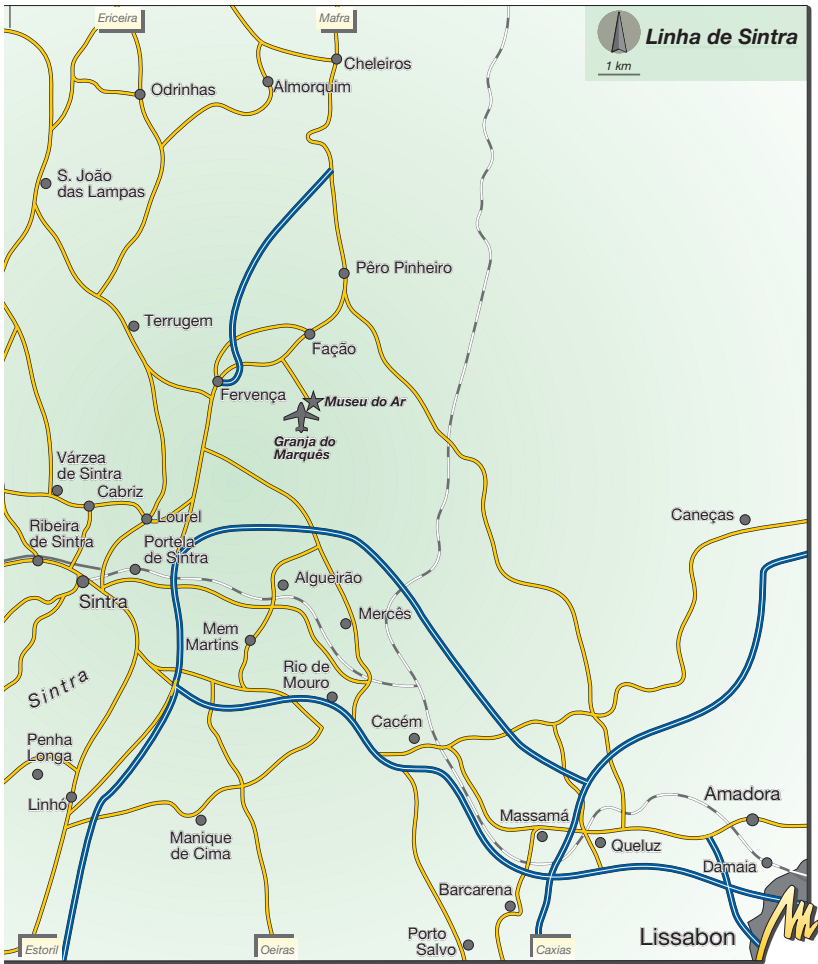 Ericeira
Mafra
Linha de Sintra
1 km
Cheleiros
Odrinhas
Almorquim
S. João
das Lampas
Pêro Pinheiro
Terrugem
Fação
Fervença
Museu do Ar
Granja do
Marquês
Várzea
de Sintra
Cabriz
Lourel
Caneças
Ribeira
de Sintra
Portela
de Sintra
Algueirão
Sintra
Mercês
Mem
Martins
Rio de
Mouro
Sintra
Cacém
Penha
Longa
Linhó
Amadora
Massamá
Manique
de Cima
Queluz
Damaia
Barcarena
Porto
Salvo
Lissabon
Estoril
Oeiras
Caxias